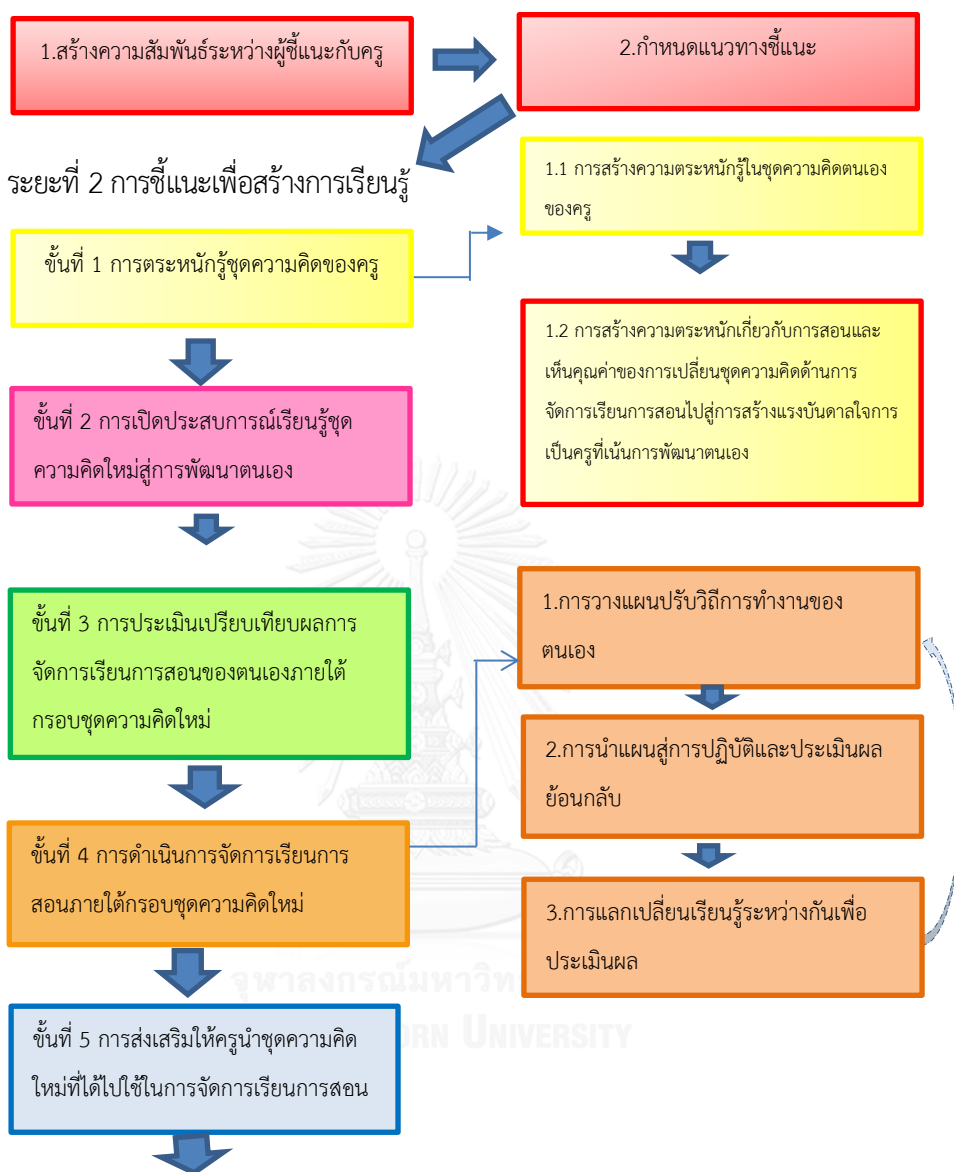 1.สร้างความสัมพันธ์ระหว่างผู้ชี้แนะกับครู
2.กำหนดแนวทางชี้แนะ
ระยะที่ 2 การชี้แนะเพื่อสร้างการเรียนรู้
1.1 การสร้างความตระหนักรู้ในชุดความคิดตนเอง
ของครู
ขั้นที่ 1 การตระหนักรู้ชุดความคิดของครู
1.2 การสร้างความตระหนักเกี่ยวกับการสอนและ
เห็นคุณค่าของการเปลี่ยนชุดความคิดด้านการ
จัดการเรียนการสอนไปสู่การสร้างแรงบันดาลใจการ
เป็นครูที่เน้นการพัฒนาตนเอง
ขั้นที่ 2 การเปิดประสบการณ์เรียนรู้ชุด
ความคิดใหม่สู่การพัฒนาตนเอง
ขั้นที่ 3 การประเมินเปรียบเทียบผลการ
จัดการเรียนการสอนของตนเองภายใต้
กรอบชุดความคิดใหม่
1.การวางแผนปรับวิถีการทำงานของ
ตนเอง
2.การนำแผนสู่การปฏิบัติและประเมินผล
ย้อนกลับ
ขั้นที่ 4 การดำเนินการจัดการเรียนการ
สอนภายใต้กรอบชุดความคิดใหม่
3.การแลกเปลี่ยนเรียนรู้ระหว่างกันเพื่อ
ประเมินผล
จุฬาลงกรณ์มหาวิท
ORN UNIVERSITY
ขั้นที่ 5 การส่งเสริมให้ครูนำชุดความคิด
ใหม่ที่ได้ไปใช้ในการจัดการเรียนการสอน